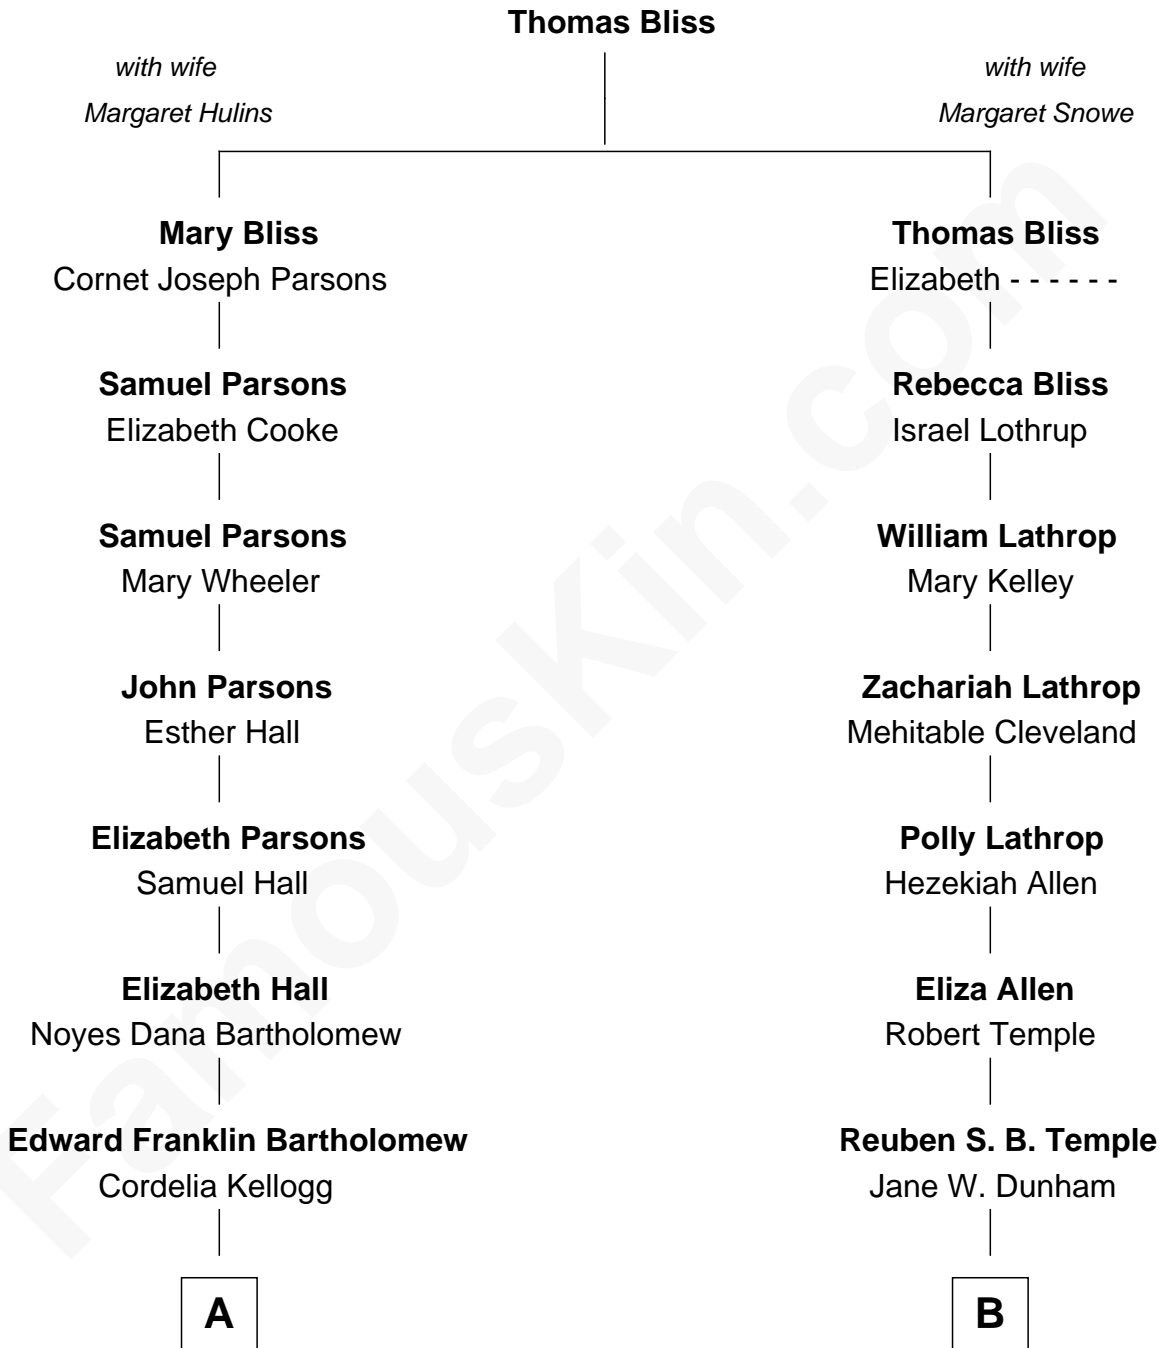 Thomas Bliss
with wife
Margaret Hulins
with wife
Margaret Snowe
Mary Bliss
Cornet Joseph Parsons
Thomas Bliss
Elizabeth - - - - - -
Samuel Parsons
Elizabeth Cooke
Rebecca Bliss
Israel Lothrup
Samuel Parsons
Mary Wheeler
William Lathrop
Mary Kelley
John Parsons
Esther Hall
Zachariah Lathrop
Mehitable Cleveland
Elizabeth Parsons
Samuel Hall
Polly Lathrop
Hezekiah Allen
Elizabeth Hall
Noyes Dana Bartholomew
Eliza Allen
Robert Temple
Edward Franklin Bartholomew
Cordelia Kellogg
Reuben S. B. Temple
Jane W. Dunham
A
B
FamousKin.com